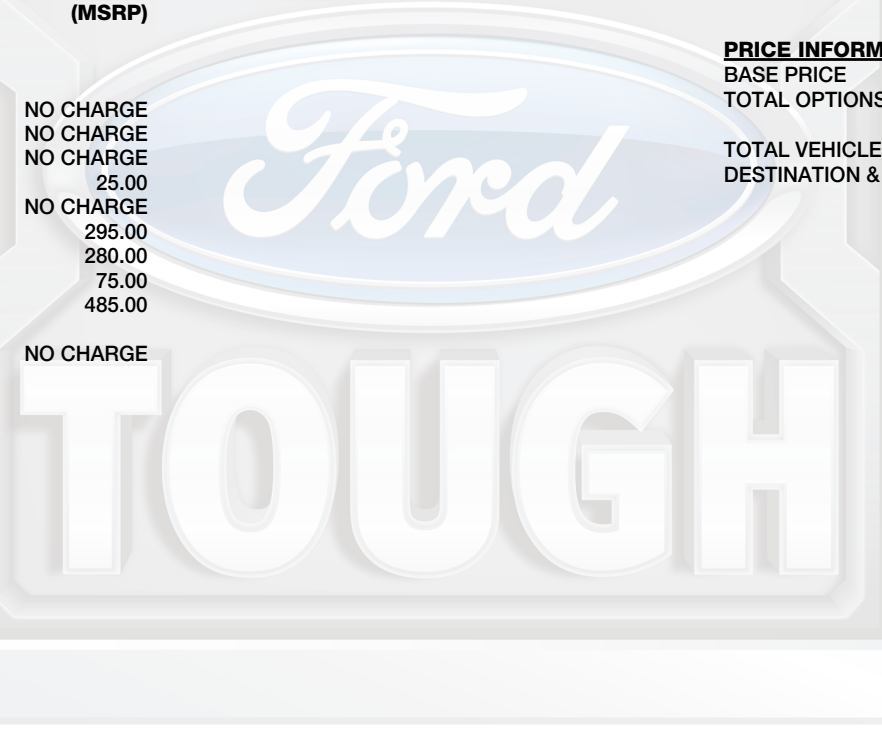 (MSRP)
NO CHARGE
NO CHARGE
NO CHARGE
25.00
NO CHARGE
295.00
280.00
75.00
485.00
NO CHARGE
PRICE INFORM
BASE PRICE
TOTAL OPTIONS
TOTAL VEHICLE
DESTINATION &
Ford
TOUGH